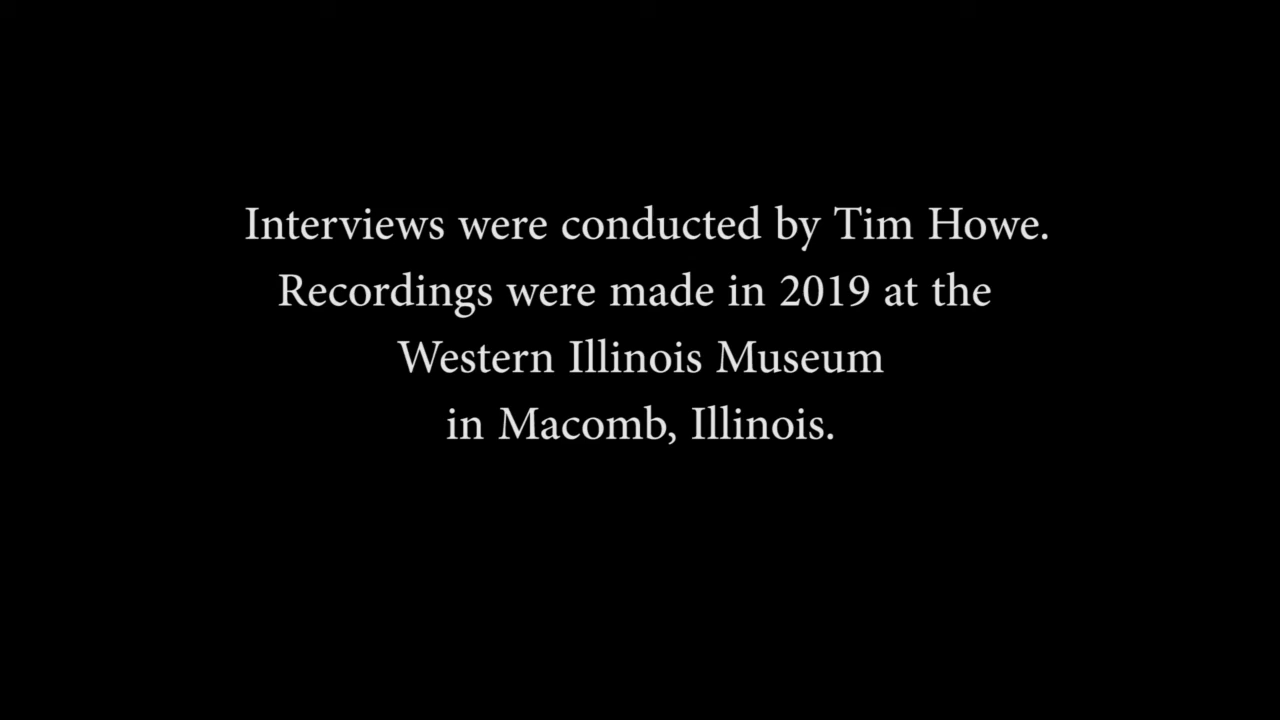 Interviews were conducted by Tim Howe.
Recordings were made in 2019 at the
Western Illinois Museum
in Macomb, Illinois.